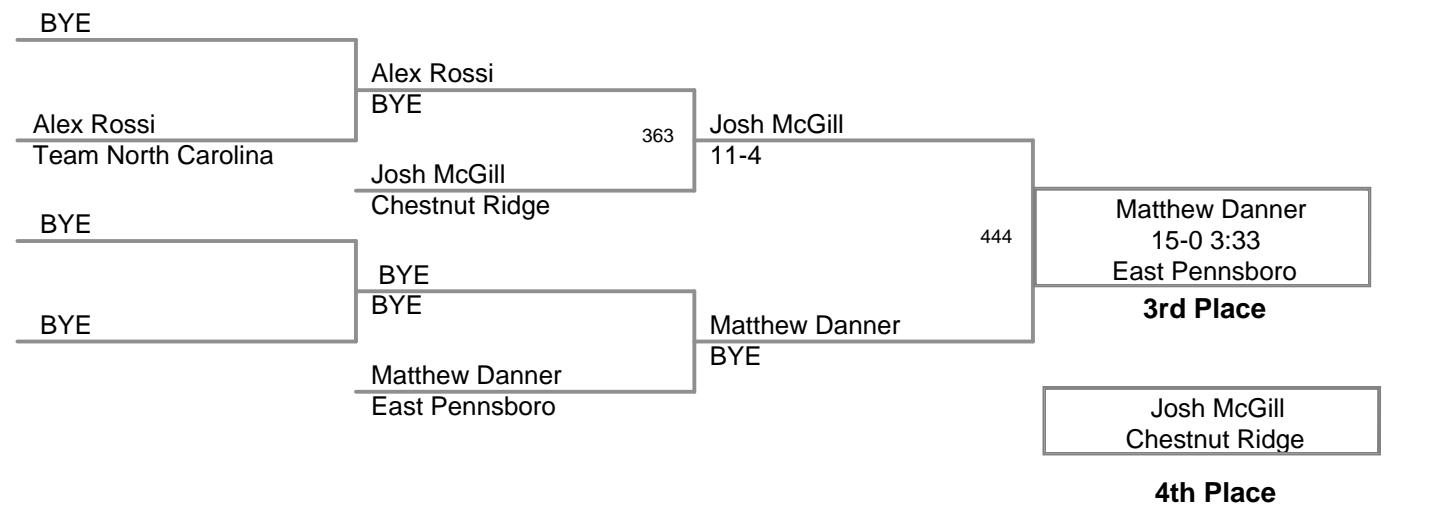 BYE
Alex Rossi
BYE
Alex Rossi
Team North Carolina
363
Josh McGill
11-4
Josh McGill
Chestnut Ridge
BYE
444
Matthew Danner
15-0 3:33
East Pennsboro
3rd Place
BYE
BYE
BYE
Matthew Danner
BYE
Matthew Danner
East Pennsboro
Josh McGill
Chestnut Ridge
4th Place